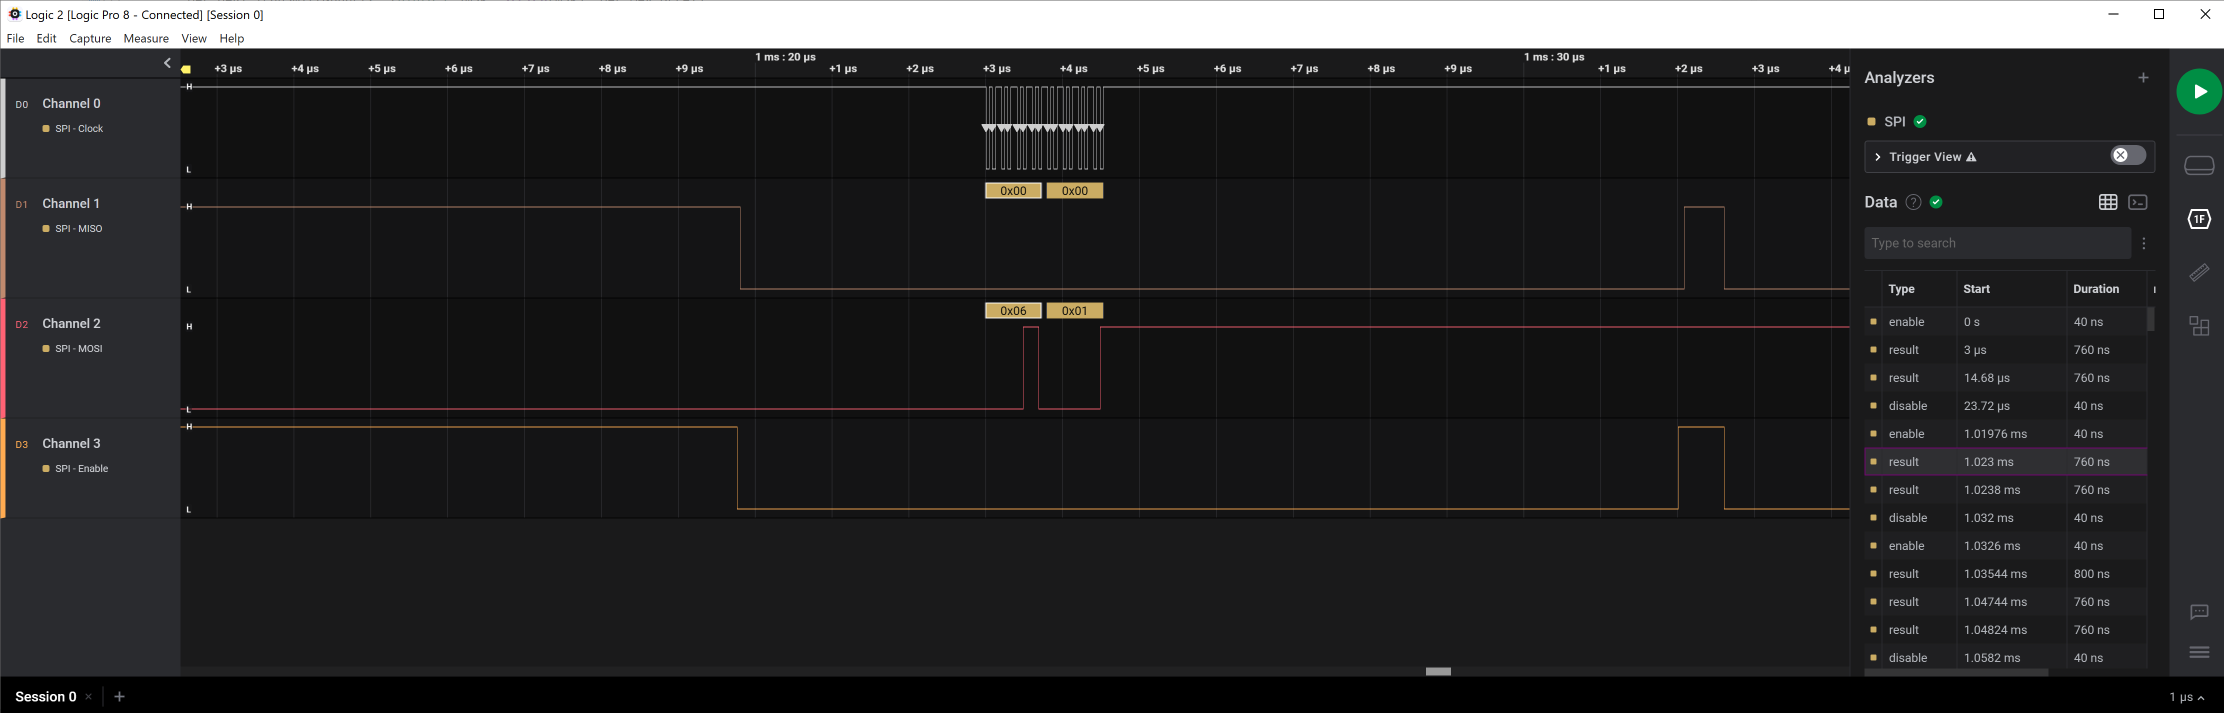 Logic 2 [Logic Pro 8 - Connected] [Session 0]
File Edit Capture Measure View Help
1 ms : 20 µs 1 ms : 30 µs
+3 µs +4 µs +5 µs +6 µs +7 µs +8 µs +9 µs +1 µs +2 µs +3 µs +4 µs +5 µs +6 µs +7 µs +8 µs +9 µs +1 µs +2 µs +3 µs +4 µ
D0 Channel 0
SPI - Clock
H
L
D1 Channel 1
SPI - MISO
H
L
0x00 0x00
D2 Channel 2
SPI - MOSI
H
L
0x06 0x01
D3 Channel 3
SPI - Enable
H
L
Analyzers
SPI
Trigger View
Data
Type to search
Type Start Duration
enable 0 s 40 ns
result 3 µs 760 ns
result 14.68 µs 760 ns
disable 23.72 µs 40 ns
enable 1.01976 ms 40 ns
result 1.023 ms 760 ns
result 1.0238 ms 760 ns
disable 1.032 ms 40 ns
enable 1.0326 ms 40 ns
result 1.03544 ms 800 ns
result 1.04744 ms 760 ns
result 1.04824 ms 760 ns
disable 1.0582 ms 40 ns
1F
Session 0
1 µs